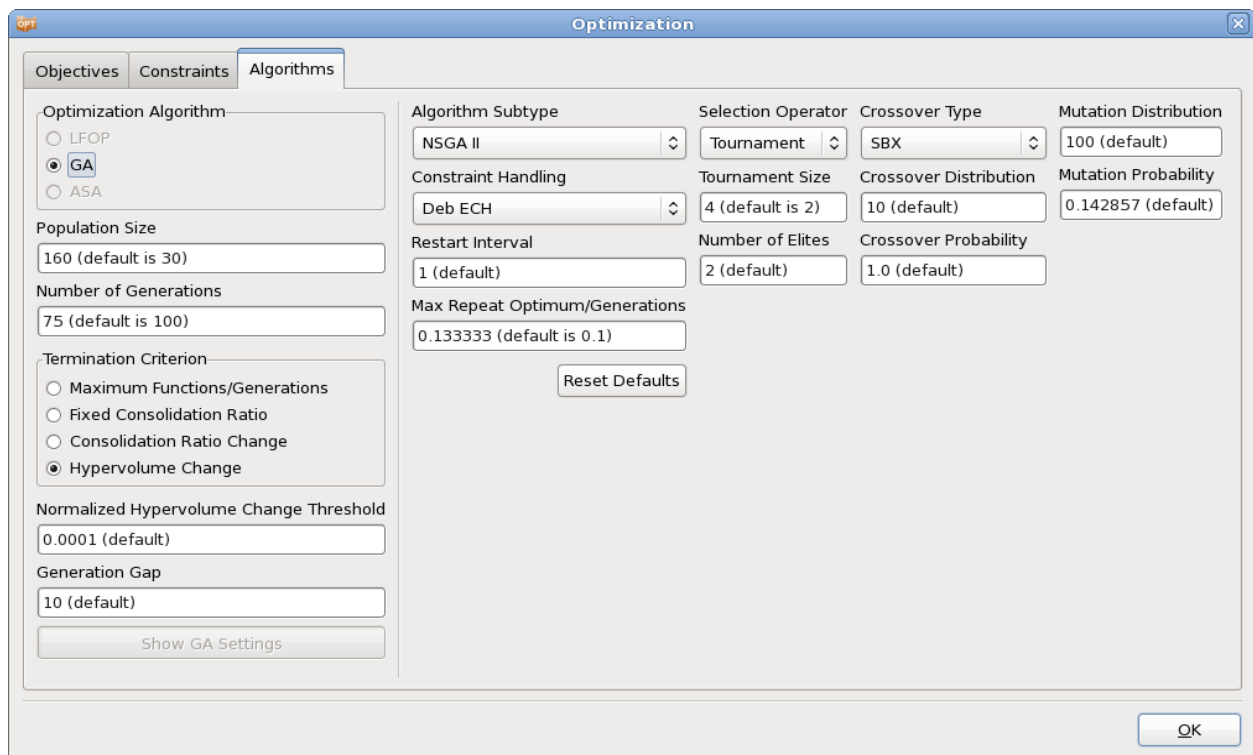 OPT
Optimization
Objectives
Constraints
Algorithms
Optimization Algorithm
LFOP
GA
ASA
Population Size
160 (default is 30)
Number of Generations
75 (default is 100)
Termination Criterion
Maximum Functions/Generations
Fixed Consolidation Ratio
Consolidation Ratio Change
Hypervolume Change
Normalized Hypervolume Change Threshold
0.0001 (default)
Generation Gap
10 (default)
Show GA Settings
Algorithm Subtype
NSGA II
Constraint Handling
Deb ECH
Restart Interval
1 (default)
Max Repeat Optimum/Generations
0.133333 (default is 0.1)
Reset Defaults
Selection Operator
Tournament
Tournament Size
4 (default is 2)
Number of Elites
2 (default)
Crossover Type
SBX
Crossover Distribution
10 (default)
Crossover Probability
1.0 (default)
Mutation Distribution
100 (default)
Mutation Probability
0.142857 (default)
OK